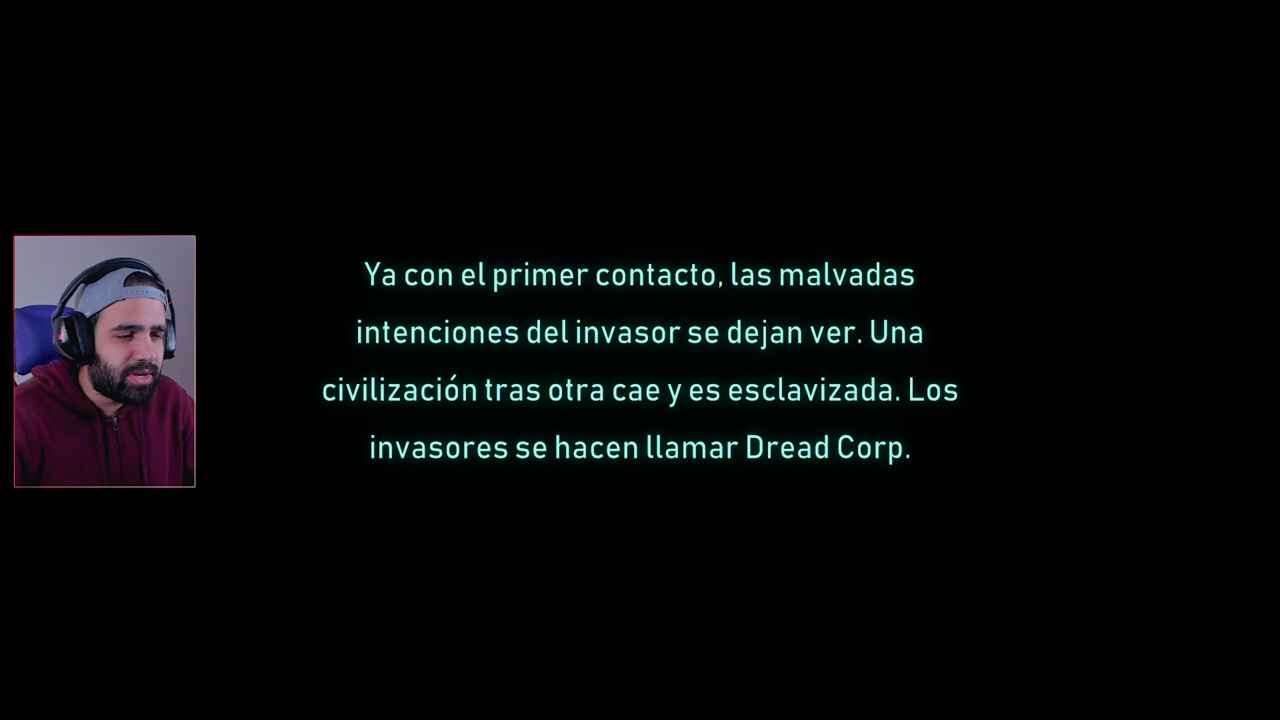 Ya con el primer contacto, las malvadas
intenciones del invasor se dejan ver. Una
civilización tras otra cae y es esclavizada. Los
invasores se hacen llamar Dread Corp.